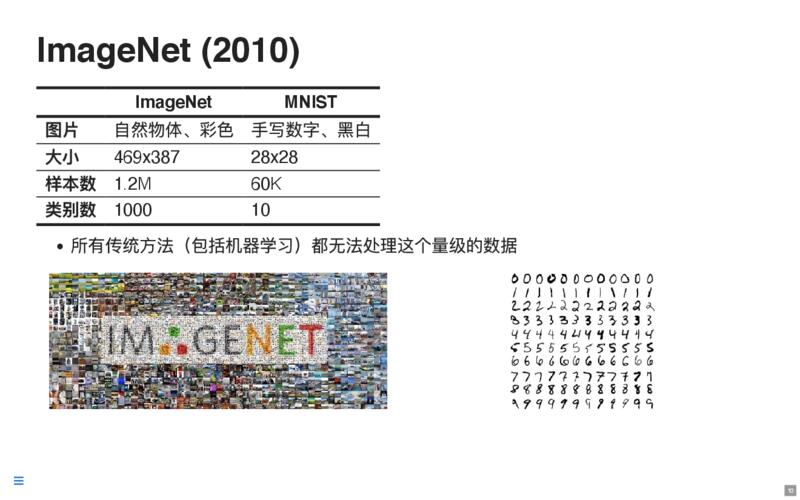 ImageNet (2010)
ImageNet MNIST
图片 自然物体、彩色 手写数字、黑白
大小 469x387 28x28
样本数 1.2M 60K
类别数 1000 10
• 所有传统方法（包括机器学习）都无法处理这个量级的数据
IMAGENET
0 0 0 0 0 0 0 0 0 0 0 0
1 1 1 1 1 1 1 1 1 1 1 1
2 2 2 2 2 2 2 2 2 2 2 2
3 3 3 3 3 3 3 3 3 3 3 3
4 4 4 4 4 4 4 4 4 4 4 4
5 5 5 5 5 5 5 5 5 5 5 5
6 6 6 6 6 6 6 6 6 6 6 6
7 7 7 7 7 7 7 7 7 7 7 7
8 8 8 8 8 8 8 8 8 8 8 8
9 9 9 9 9 9 9 9 9 9 9 9
10